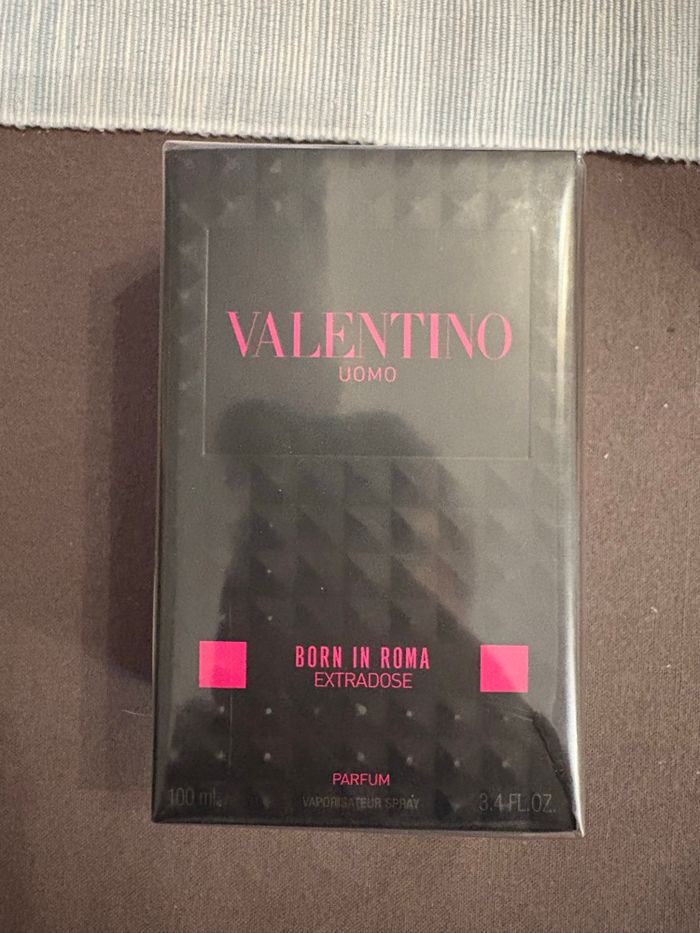 VALENTINO
UOMO
BORN IN ROMA
EXTRADOSE
PARFUM
100 ml.
VAPORISATEUR SPRAY
3.4 FL.OZ.